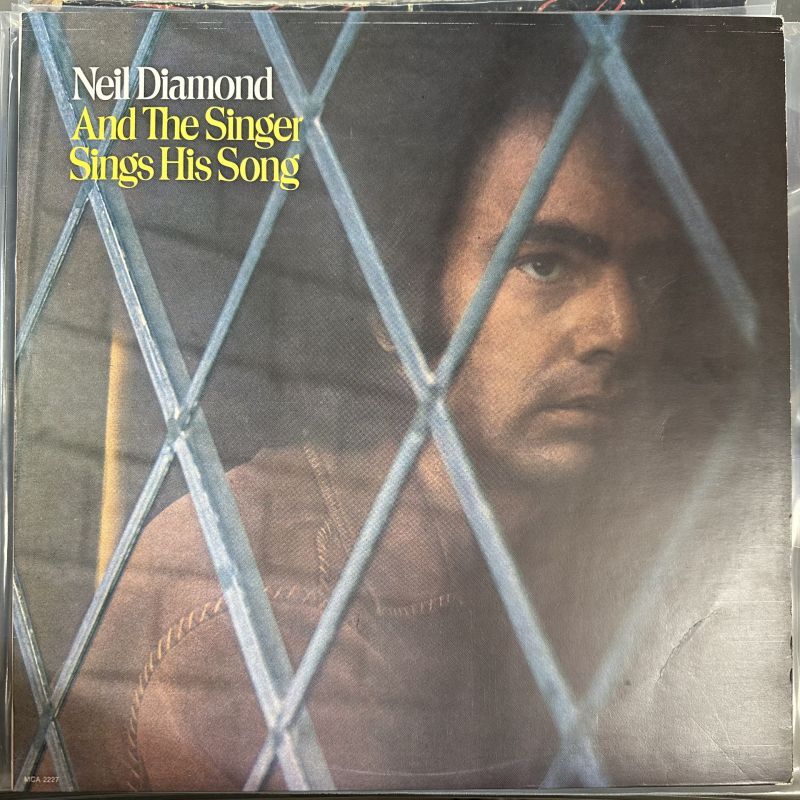 Neil Diamond
And The Singer
Sings His Song
MCA 2227